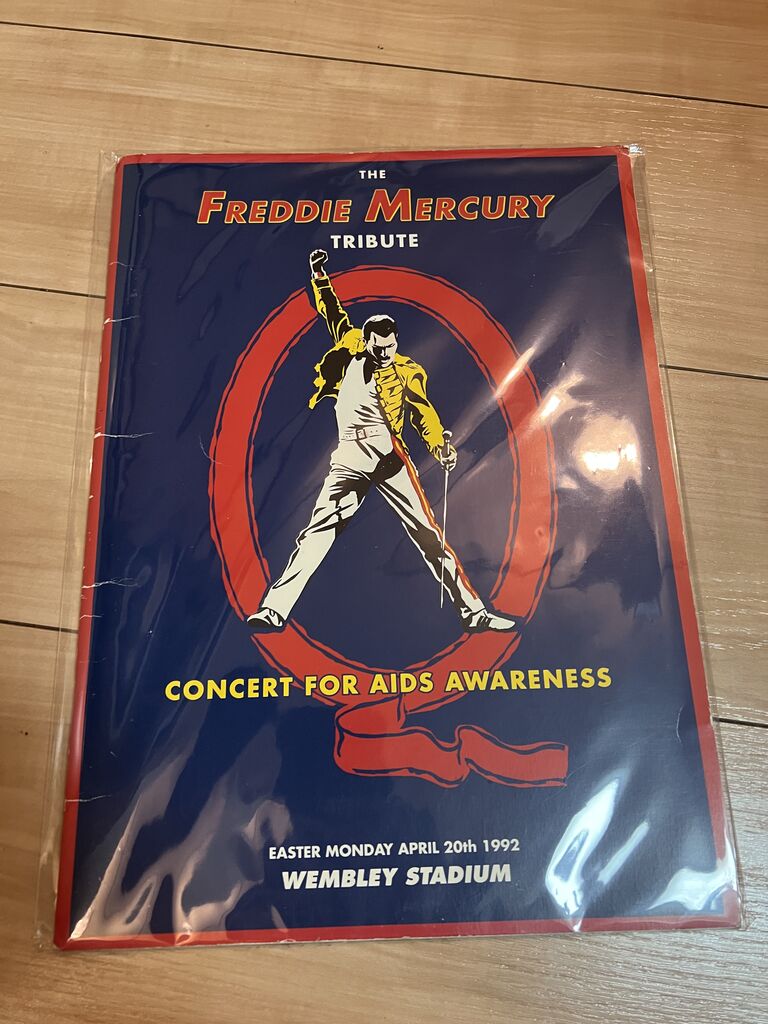 THE
FREDDIE MERCURY
TRIBUTE
CONCERT FOR AIDS AWARENESS
EASTER MONDAY APRIL 20th 1992
WEMBLEY STADIUM